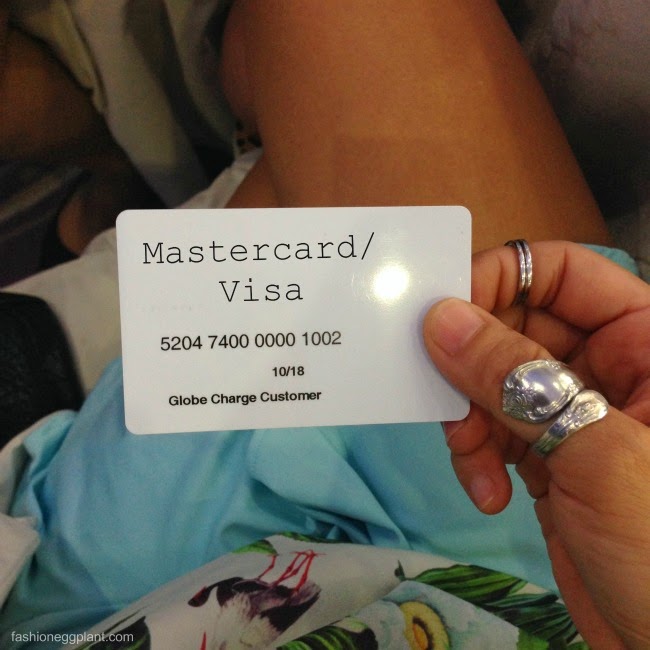 Mastercard/
Visa
5204 7400 0000 1002
10/18
Globe Charge Customer
fashioneggplant.com